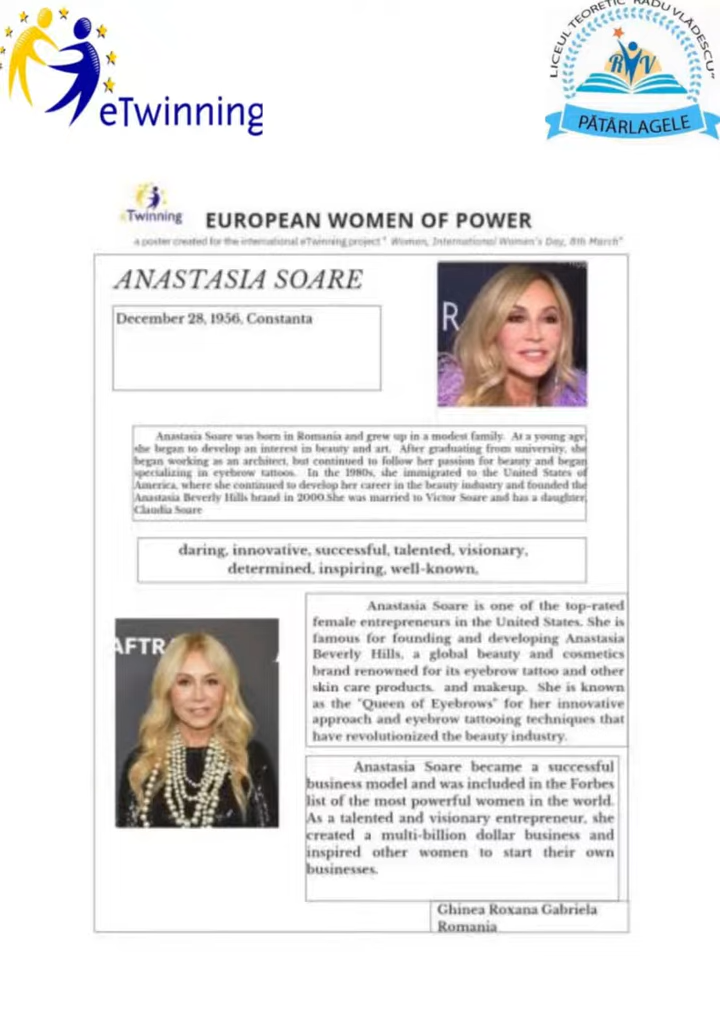 eTwinning
LICEUL TEORETIC "RADU VLĂDESCU"
RV
PĂTÂRLAGELE
eTwinning
EUROPEAN WOMEN OF POWER
a poster created for the international eTwinning project " Women, International Women's Day, 8th March"
ANASTASIA SOARE
December 28, 1956, Constanta
R
Anastasia Soare was born in Romania and grew up in a modest family. At a young age,
she began to develop an interest in beauty and art. After graduating from university, she
began working as an architect, but continued to follow her passion for beauty and began
specializing in eyebrow tattoos. In the 1980s, she immigrated to the United States of
America, where she continued to develop her career in the beauty industry and founded the
Anastasia Beverly Hills brand in 2000.She was married to Victor Soare and has a daughter,
Claudia Soare
daring, innovative, successful, talented, visionary,
determined, inspiring, well-known,
AFTRA
Anastasia Soare is one of the top-rated
female entrepreneurs in the United States. She is
famous for founding and developing Anastasia
Beverly Hills, a global beauty and cosmetics
brand renowned for its eyebrow tattoo and other
skin care products. and makeup. She is known
as the "Queen of Eyebrows" for her innovative
approach and eyebrow tattooing techniques that
have revolutionized the beauty industry.
Anastasia Soare became a successful
business model and was included in the Forbes
list of the most powerful women in the world.
As a talented and visionary entrepreneur, she
created a multi-billion dollar business and
inspired other women to start their own
businesses.
Ghinea Roxana Gabriela
Romania